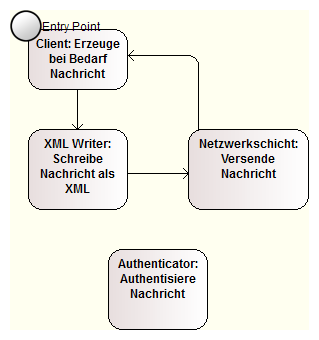 Entry Point
Client: Erzeuge
bei Bedarf
Nachricht
XML Writer:
Schreibe
Nachricht als
XML
Netzwerkschicht:
Versende
Nachricht
Authenticator:
Authentisiere
Nachricht